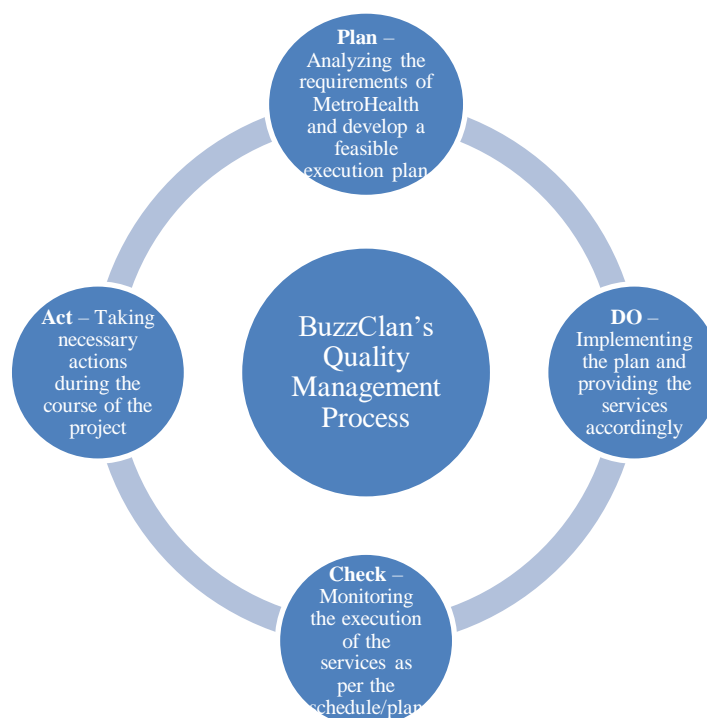 Plan –
Analyzing the
requirements of
MetroHealth
and develop a
feasible
execution plan
Act – Taking
necessary
actions
during the
course of the
project
BuzzClan's
Quality
Management
Process
DO –
Implementing
the plan and
providing the
services
accordingly
Check –
Monitoring
the execution
of the
services as
per the
schedule/plan